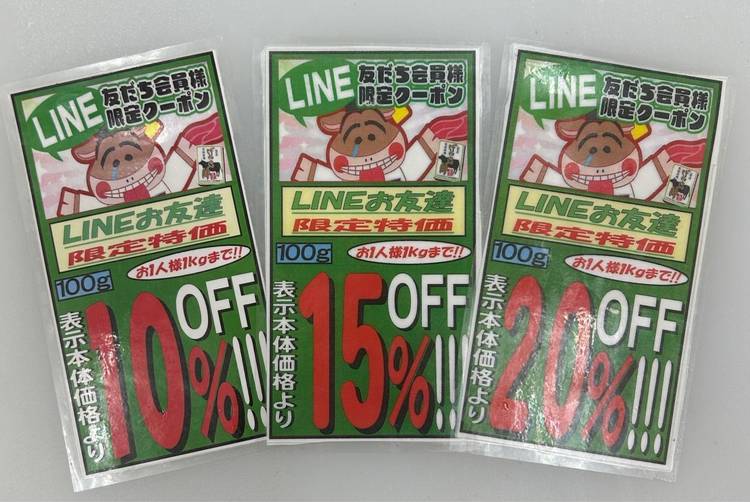 LINE
友だち会員様
限定クーポン
LINEお友達
限定特価
100g
お1人様1kgまで!!
表示本体価格より
10%OFF!!!
LINE
友だち会員様
限定クーポン
LINEお友達
限定特価
100g
お1人様1kgまで!!
表示本体価格より
15%OFF!!!
LINE
友だち会員様
限定クーポン
LINEお友達
限定特価
100g
お1人様1kgまで!!
表示本体価格より
20%OFF!!!